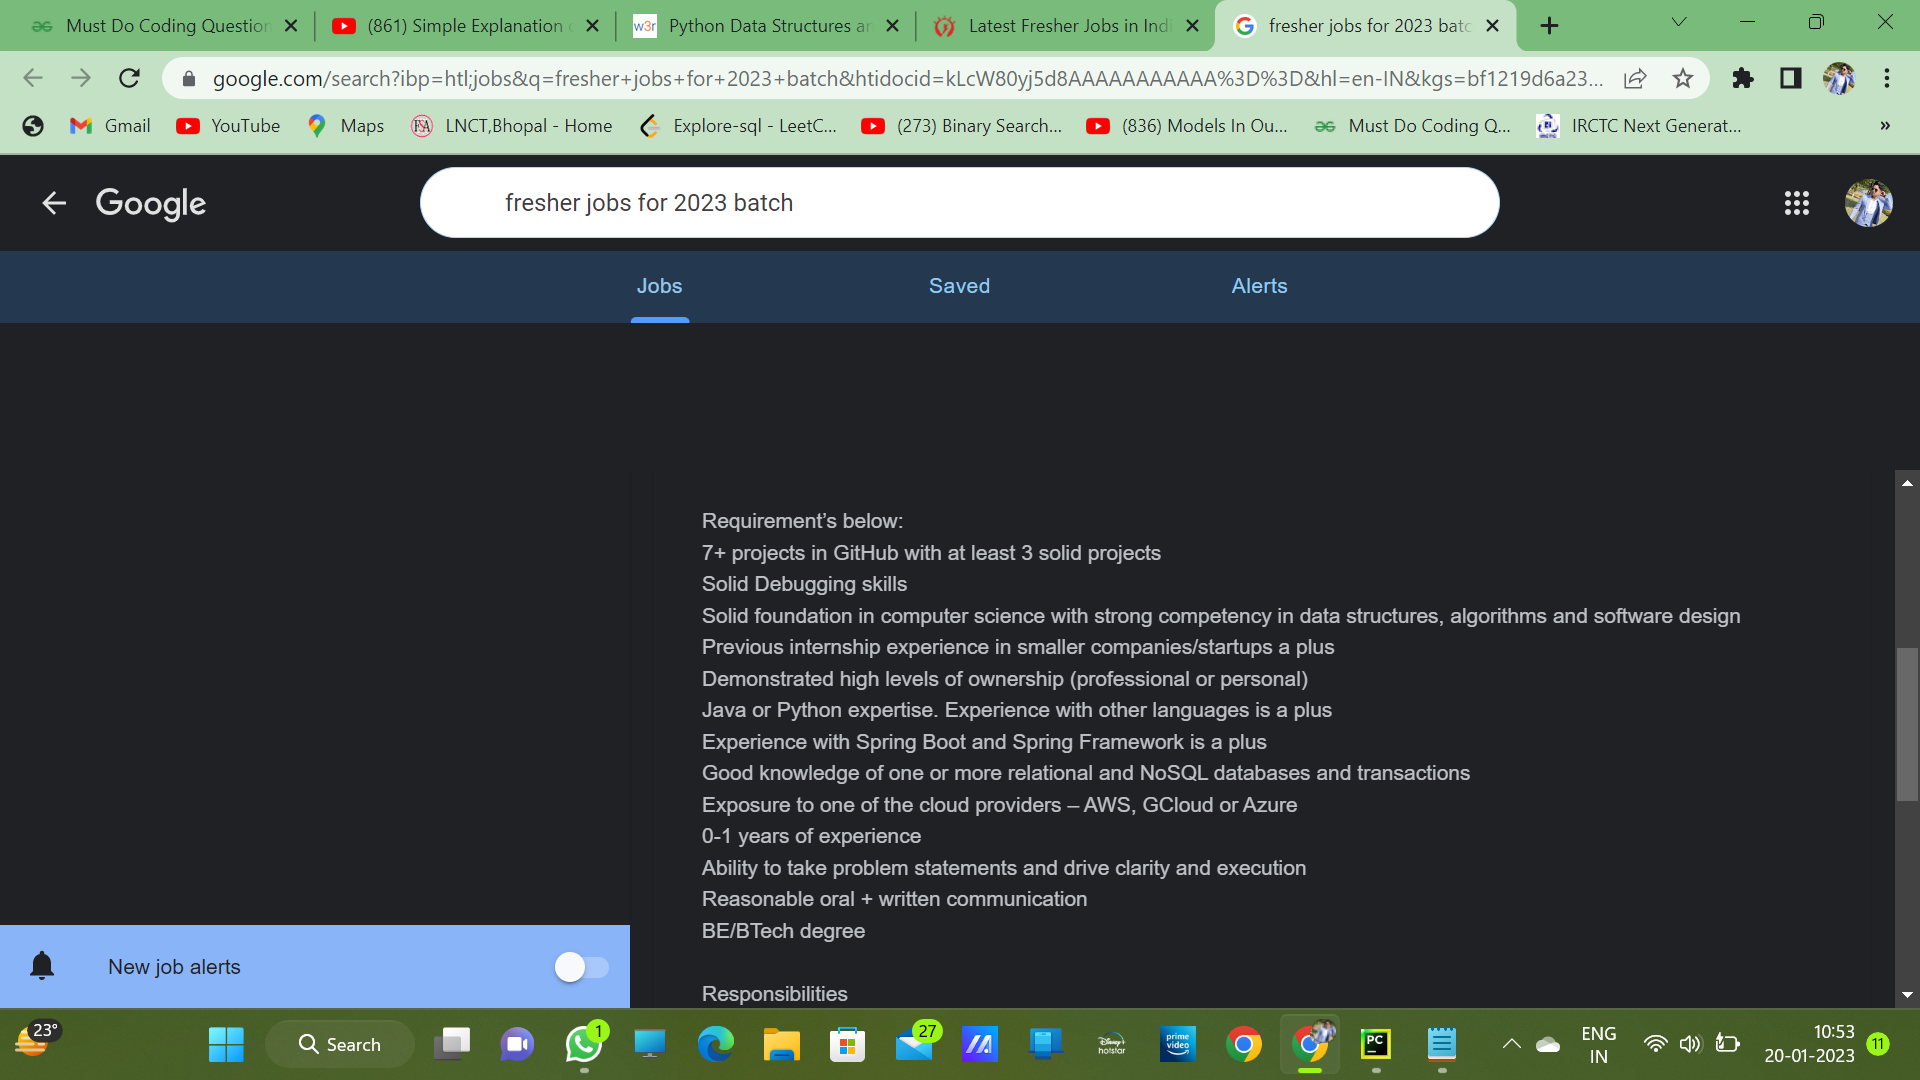 Must Do Coding Question
(861) Simple Explanation o
w3r Python Data Structures an
Latest Fresher Jobs in Indi
fresher jobs for 2023 batc
google.com/search?ibp=htl;jobs&q=fresher+jobs+for+2023+batch&htidocid=kLcW80yj5d8AAAAAAAAAAA%3D%3D&hl=en-IN&kgs=bf1219d6a23...
Gmail
YouTube
Maps
LNCT,Bhopal - Home
Explore-sql - LeetC...
(273) Binary Search...
(836) Models In Ou...
Must Do Coding Q...
IRCTC Next Generat...
»
Google
fresher jobs for 2023 batch
Jobs
Saved
Alerts
Requirement’s below:
7+ projects in GitHub with at least 3 solid projects
Solid Debugging skills
Solid foundation in computer science with strong competency in data structures, algorithms and software design
Previous internship experience in smaller companies/startups a plus
Demonstrated high levels of ownership (professional or personal)
Java or Python expertise. Experience with other languages is a plus
Experience with Spring Boot and Spring Framework is a plus
Good knowledge of one or more relational and NoSQL databases and transactions
Exposure to one of the cloud providers – AWS, GCloud or Azure
0-1 years of experience
Ability to take problem statements and drive clarity and execution
Reasonable oral + written communication
BE/BTech degree
Responsibilities
New job alerts
23°
Search
1
27
Disney+ hotstar
prime video
PC
ENG
IN
10:53
20-01-2023
11